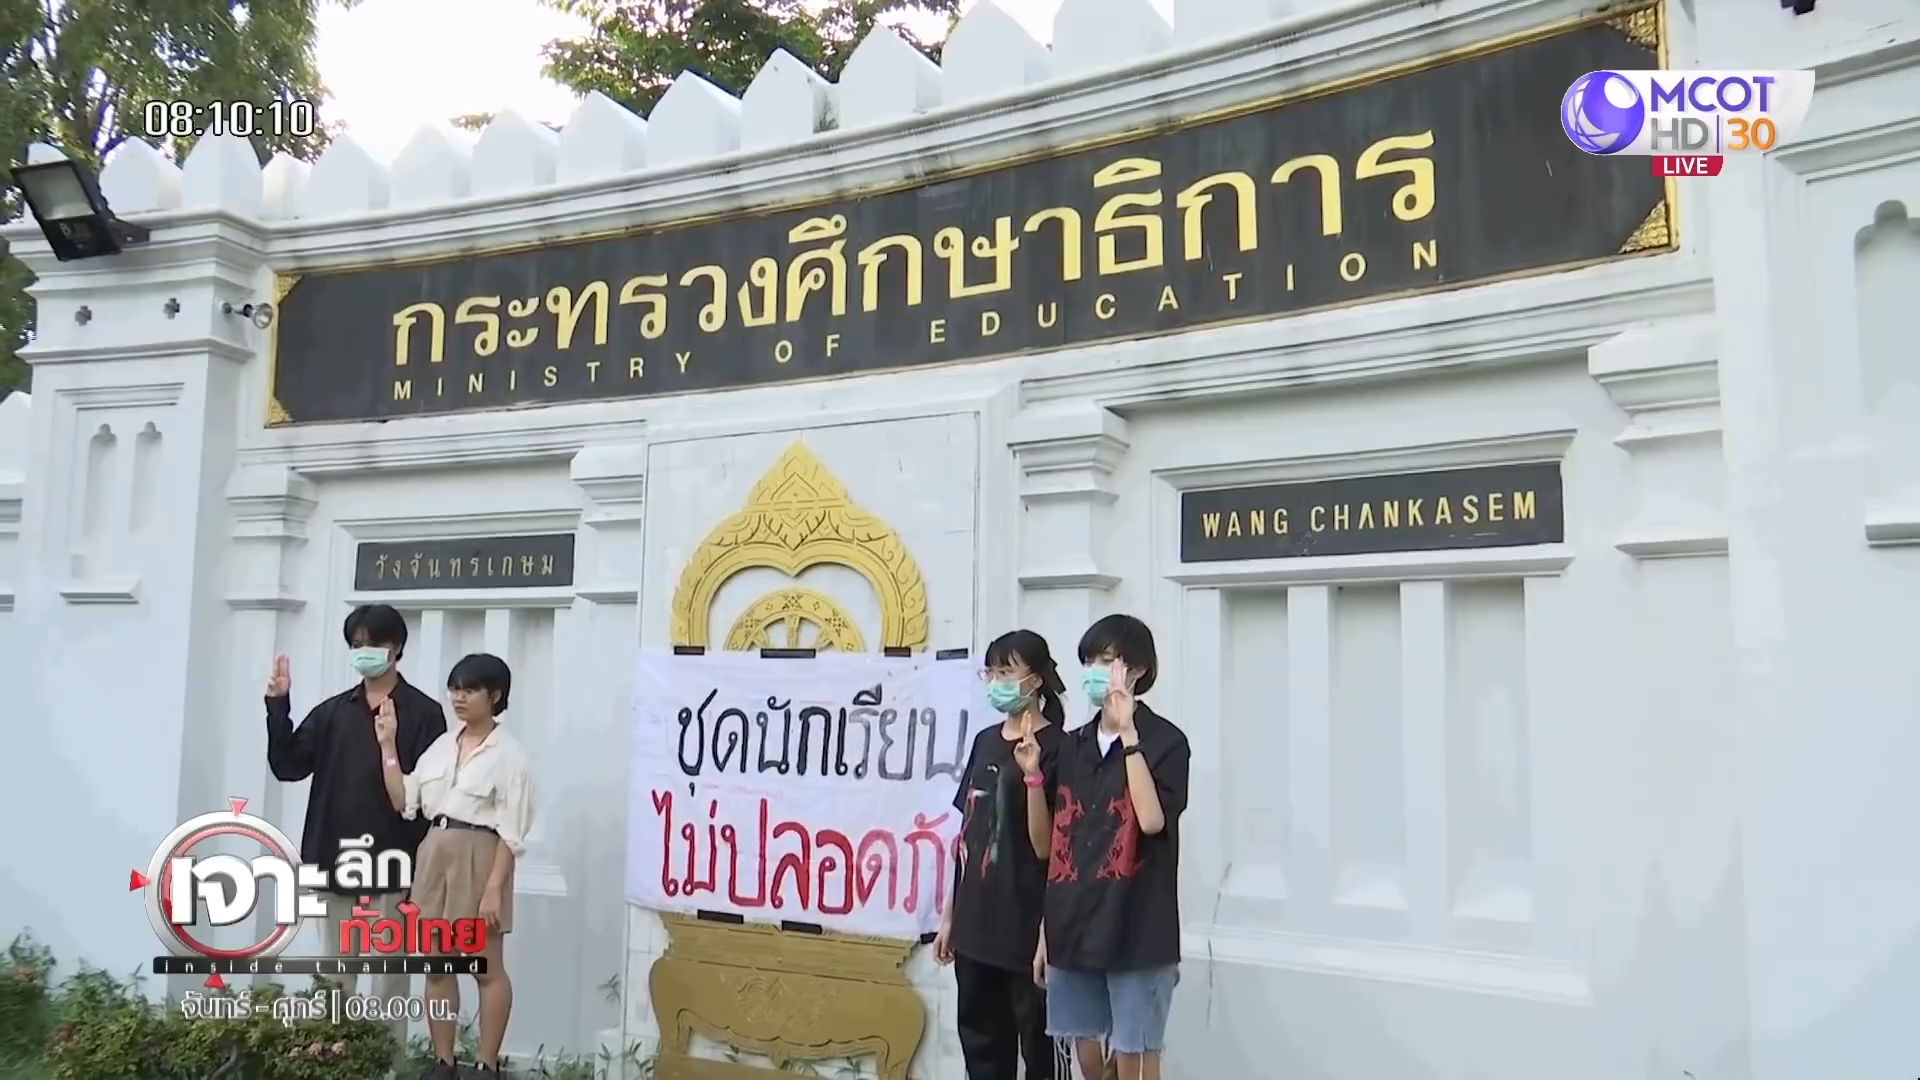 08:10:10
MCOT
HD 30
LIVE
กระทรวงศึกษาธิการ
MINISTRY OF EDUCATION
วังจันทรเกษม
WANG CHANKASEM
ชุดนักเรียน
ไม่ปลอดภั
เจาะลึก
ทั่วไทย
inside thailand
จันทร์ - ศุกร์ | 08.00 น.